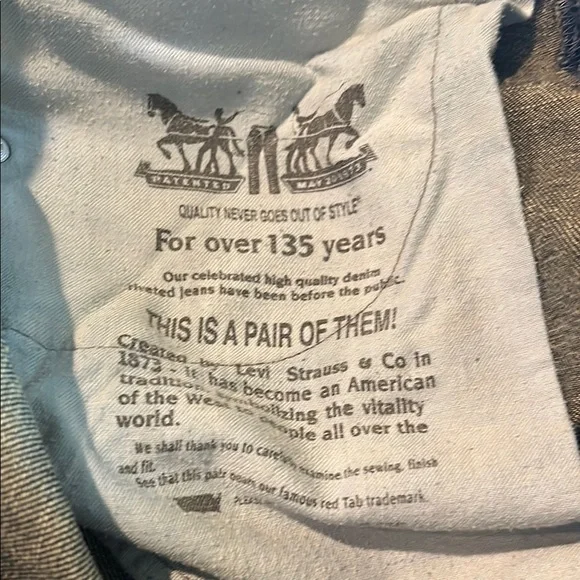 PATENTED MAY 20 1873
QUALITY NEVER GOES OUT OF STYLE®
For over 135 years
Our celebrated high quality denim
riveted Jeans have been before the public.
THIS IS A PAIR OF THEM!
Created by Levi Strauss & Co in
1873 - it has become an American
tradition symbolizing the vitality
of the West to people all over the
world.
We shall thank you to carefully examine the sewing, finish
and fit.
See that this pair bears our famous red Tab trademark
PLEASE